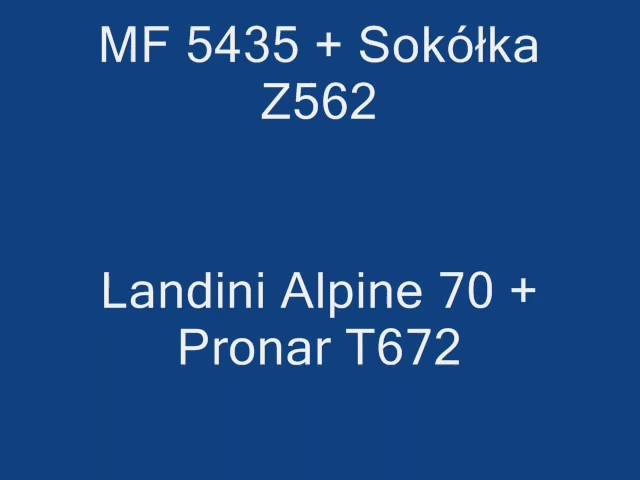 MF 5435 + Sokółka
Z562
Landini Alpine 70 +
Pronar T672